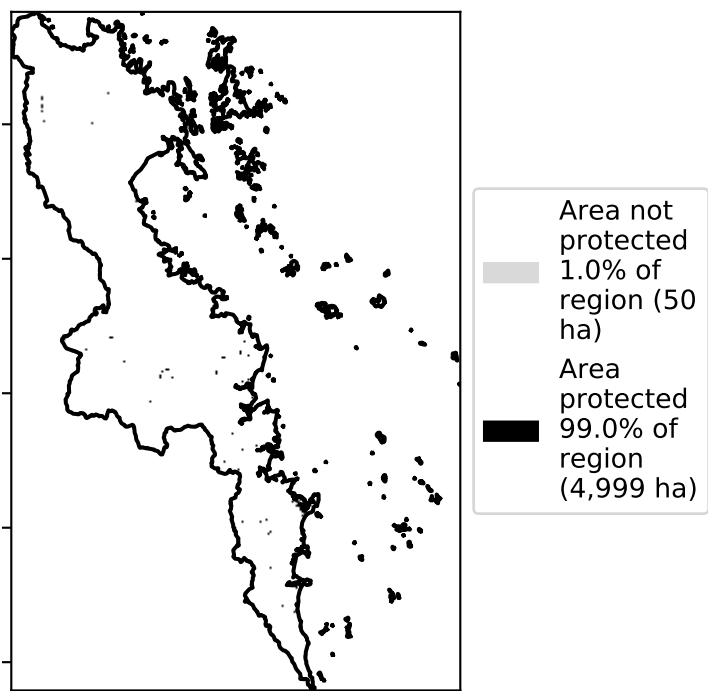 Area not
protected
1.0% of
region (50
ha)
Area
protected
99.0% of
region
(4,999 ha)